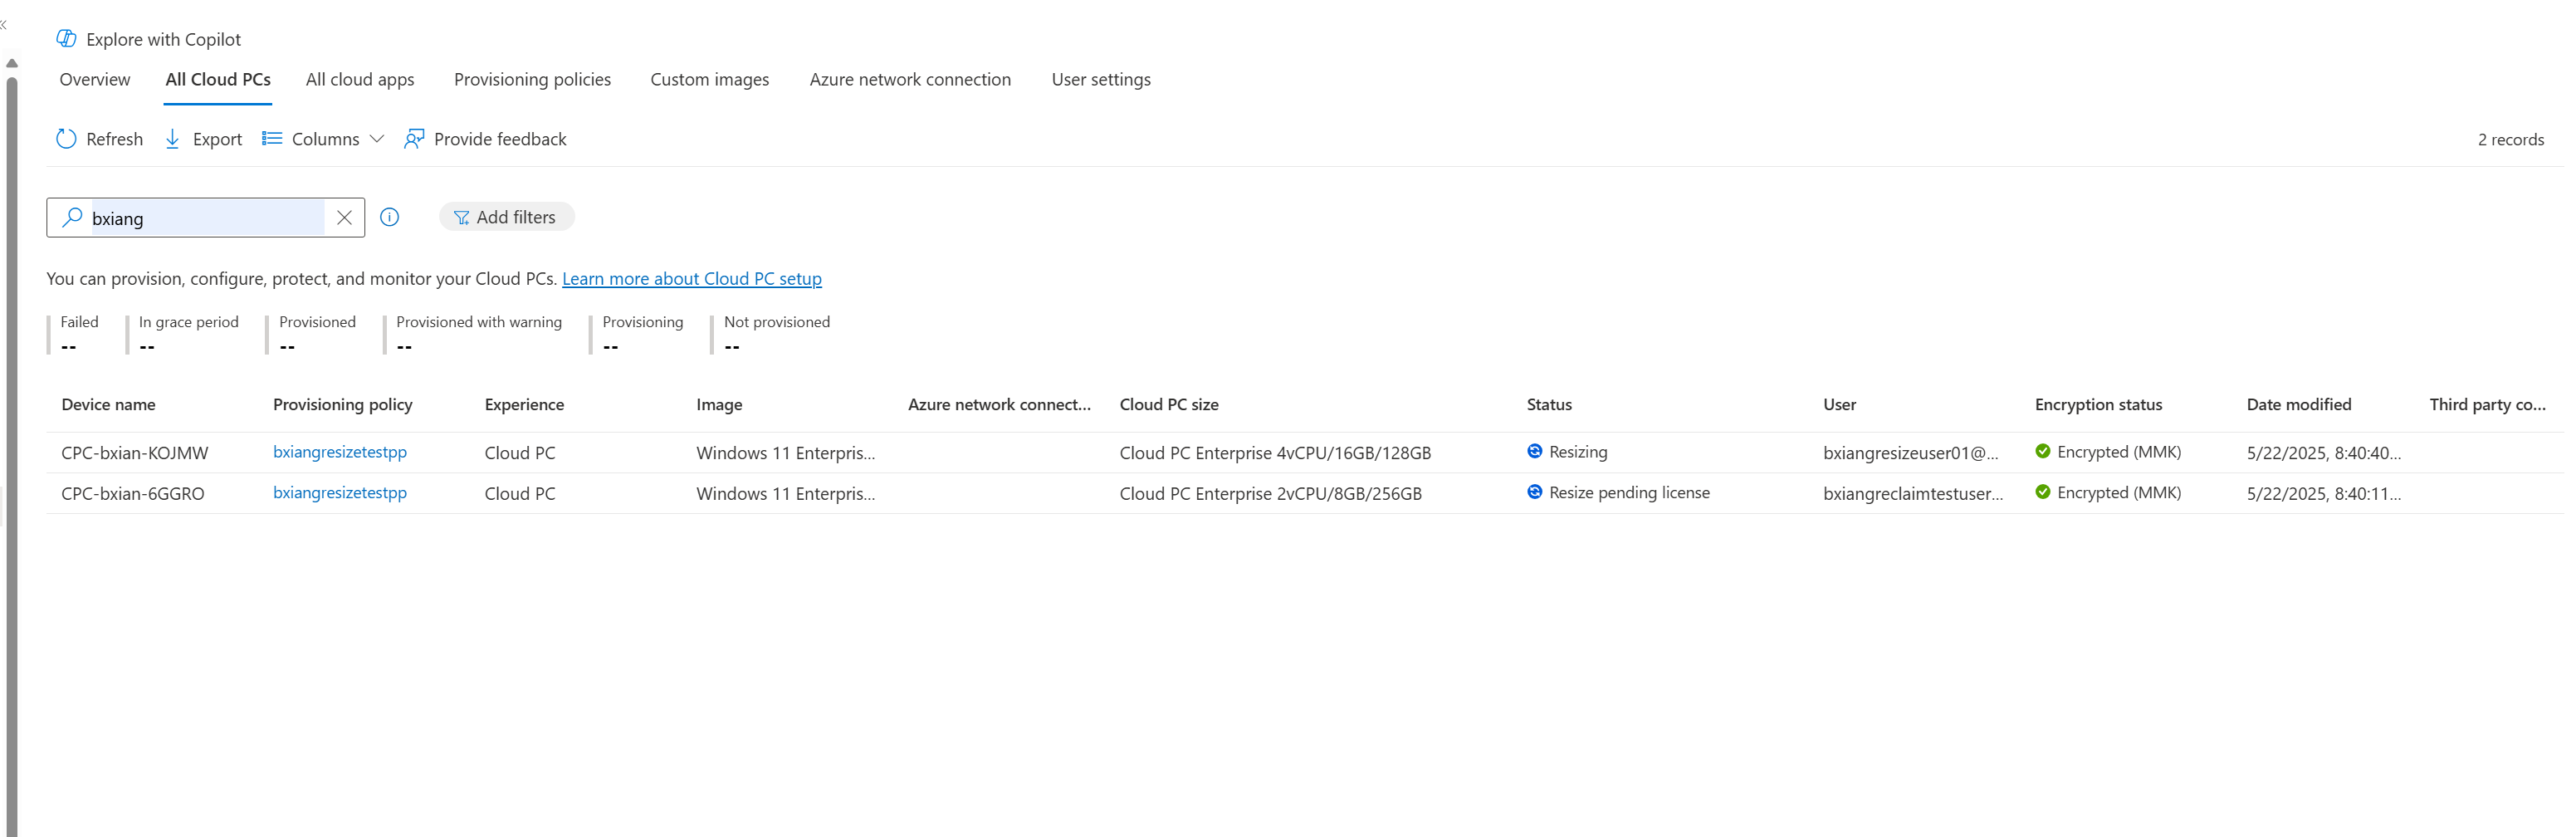 Explore with Copilot
Overview All Cloud PCs All cloud apps Provisioning policies Custom images Azure network connection User settings
Refresh Export Columns Provide feedback 2 records
bxiang Add filters
You can provision, configure, protect, and monitor your Cloud PCs. Learn more about Cloud PC setup
Failed In grace period Provisioned Provisioned with warning Provisioning Not provisioned
-- -- -- -- -- --
Device name Provisioning policy Experience Image Azure network connect... Cloud PC size Status User Encryption status Date modified Third party co...
CPC-bxian-KOJMW bxiangresizetestpp Cloud PC Windows 11 Enterpris... Cloud PC Enterprise 4vCPU/16GB/128GB Resizing bxiangresizeuser01@... Encrypted (MMK) 5/22/2025, 8:40:40...
CPC-bxian-6GGRO bxiangresizetestpp Cloud PC Windows 11 Enterpris... Cloud PC Enterprise 2vCPU/8GB/256GB Resize pending license bxiangreclaimtestuser... Encrypted (MMK) 5/22/2025, 8:40:11...